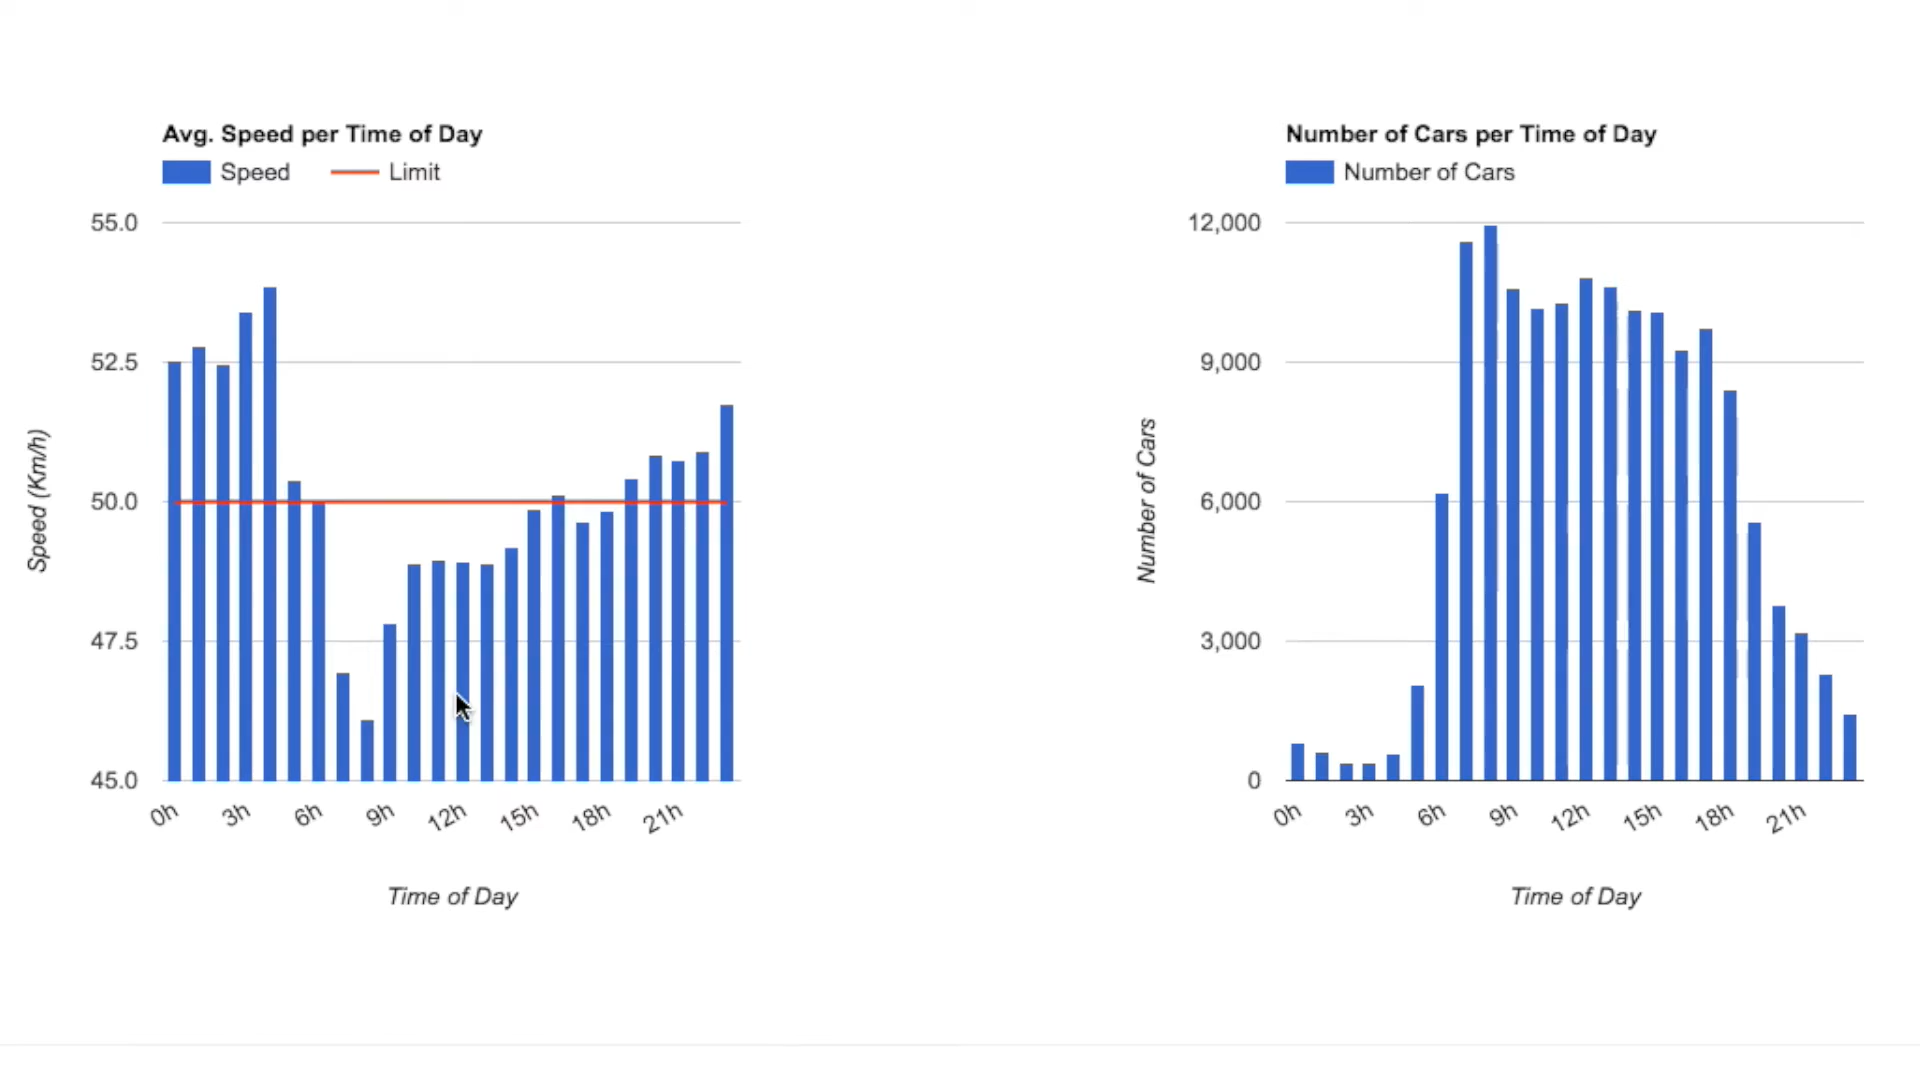 Avg. Speed per Time of Day
Speed Limit
55.0
52.5
50.0
47.5
45.0
Speed (Km/h)
0h 3h 6h 9h 12h 15h 18h 21h
Time of Day
Number of Cars per Time of Day
Number of Cars
12,000
9,000
6,000
3,000
0
Number of Cars
0h 3h 6h 9h 12h 15h 18h 21h
Time of Day